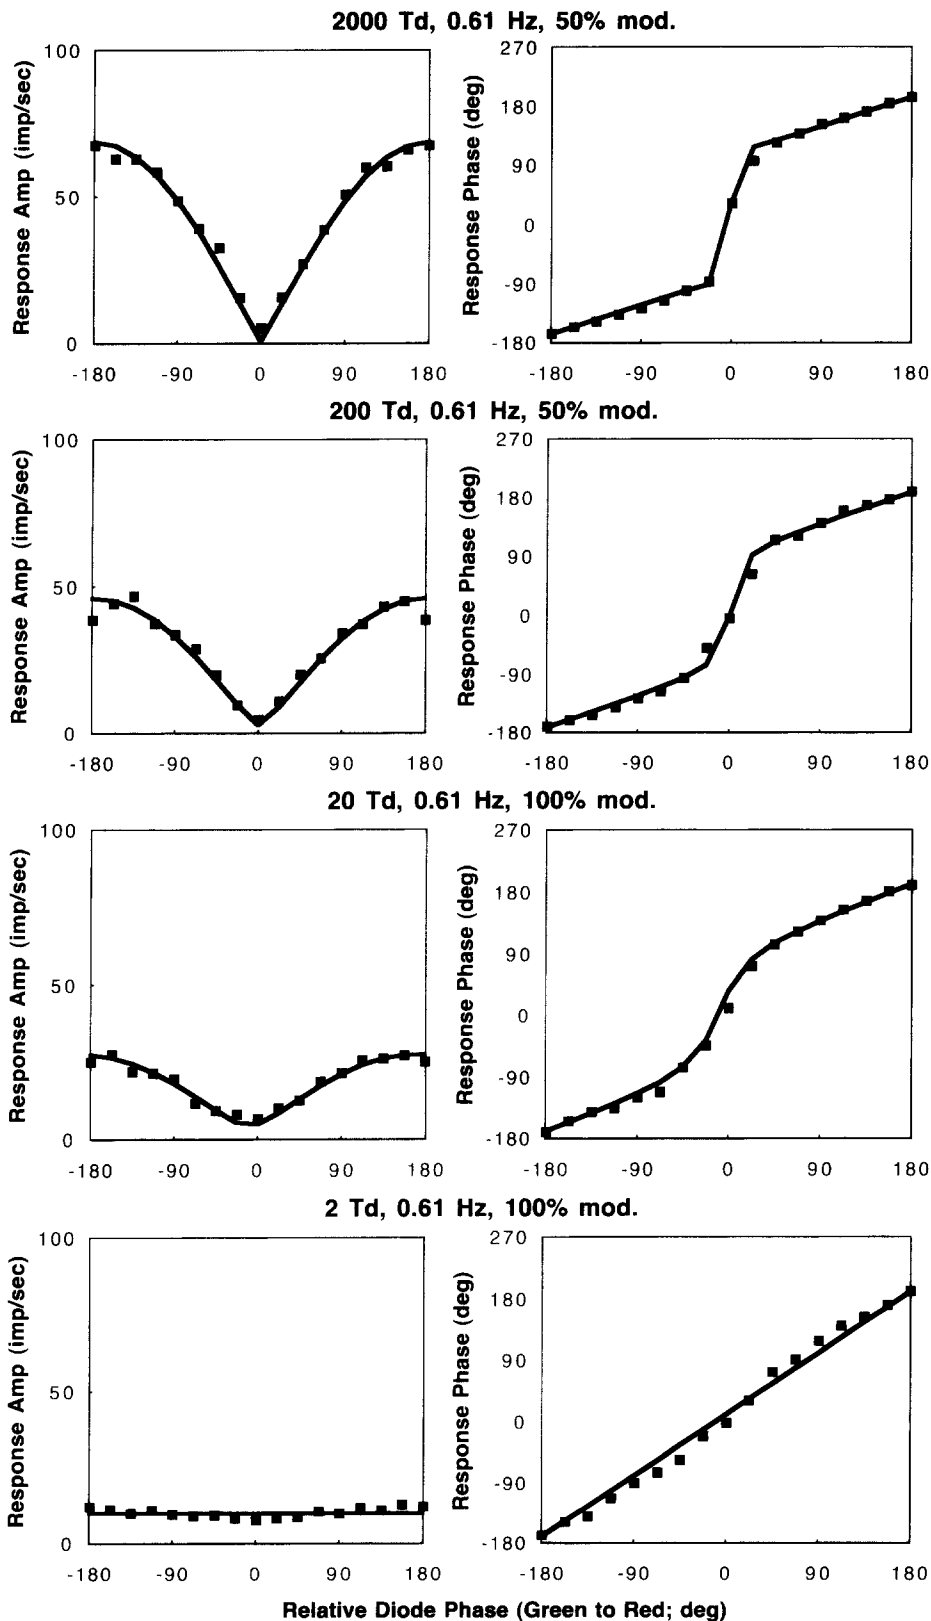 2000 Td, 0.61 Hz, 50% mod.
Response Amp (imp/sec)
100
50
0
-180 -90 0 90 180
Response Phase (deg)
270
180
90
0
-90
-180
-180 -90 0 90 180
200 Td, 0.61 Hz, 50% mod.
Response Amp (imp/sec)
100
50
0
-180 -90 0 90 180
Response Phase (deg)
270
180
90
0
-90
-180
-180 -90 0 90 180
20 Td, 0.61 Hz, 100% mod.
Response Amp (imp/sec)
100
50
0
-180 -90 0 90 180
Response Phase (deg)
270
180
90
0
-90
-180
-180 -90 0 90 180
2 Td, 0.61 Hz, 100% mod.
Response Amp (imp/sec)
100
50
0
-180 -90 0 90 180
Response Phase (deg)
270
180
90
0
-90
-180
-180 -90 0 90 180
Relative Diode Phase (Green to Red; deg)